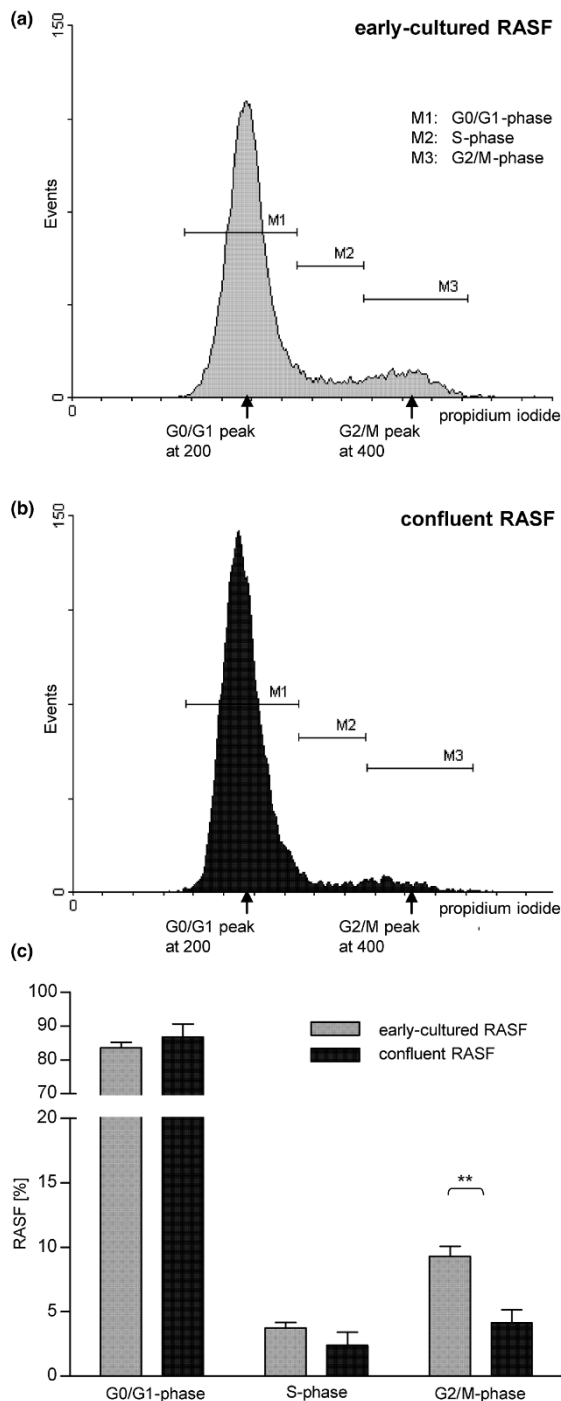 (a)
early-cultured RASF
150
M1: G0/G1-phase
M2: S-phase
M3: G2/M-phase
Events
M1
M2
M3
0
0
propidium iodide
G0/G1 peak
at 200
G2/M peak
at 400
(b)
confluent RASF
150
Events
M1
M2
M3
0
0
propidium iodide
G0/G1 peak
at 200
G2/M peak
at 400
(c)
100
90
80
70
20
15
10
5
0
RASF [%]
early-cultured RASF
confluent RASF
**
G0/G1-phase
S-phase
G2/M-phase